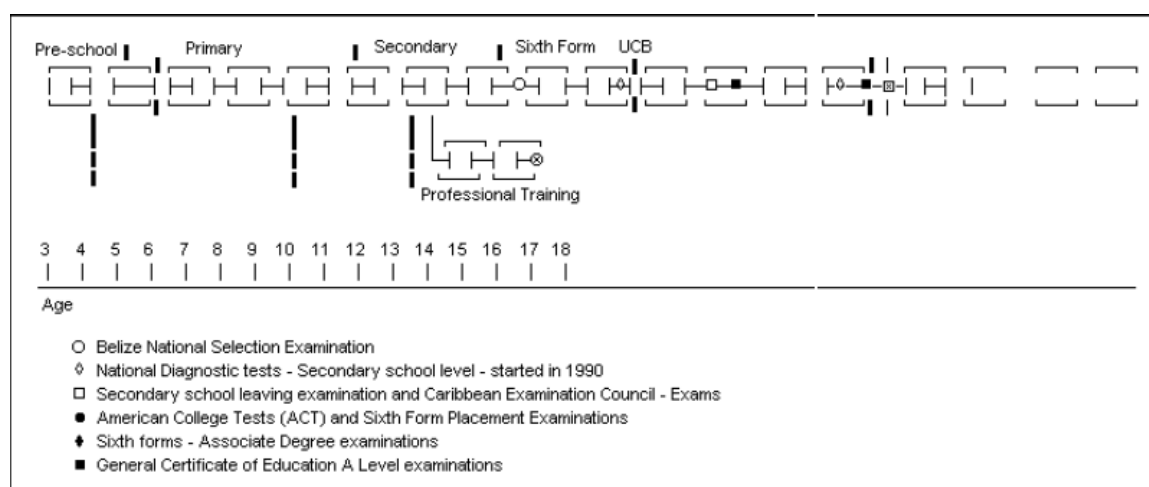 Pre-school Primary Secondary Sixth Form UCB
Professional Training
3 4 5 6 7 8 9 10 11 12 13 14 15 16 17 18
Age
Belize National Selection Examination
National Diagnostic tests - Secondary school level - started in 1990
Secondary school leaving examination and Caribbean Examination Council - Exams
American College Tests (ACT) and Sixth Form Placement Examinations
Sixth forms - Associate Degree examinations
General Certificate of Education A Level examinations